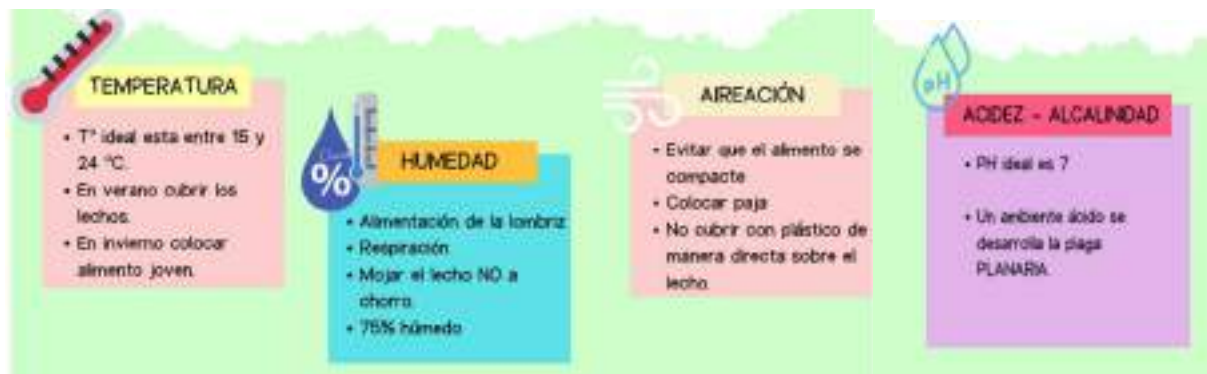 TEMPERATURA
• Tª ideal esta entre 15 y
24 ºC.
• En verano cubrir los
lechos.
• En invierno colocar
alimento joven.
%
HUMEDAD
• Alimentación de la lombriz
• Respiración
• Mojar el lecho NO a
chorro.
• 75% húmedo
AIREACIÓN
• Evitar que el alimento se
compacte
• Colocar paja
• No cubrir con plástico de
manera directa sobre el
lecho.
pH
ACIDEZ - ALCALINIDAD
• PH ideal es 7
• Un ambiente ácido se
desarrolla la plaga
PLANARIA.